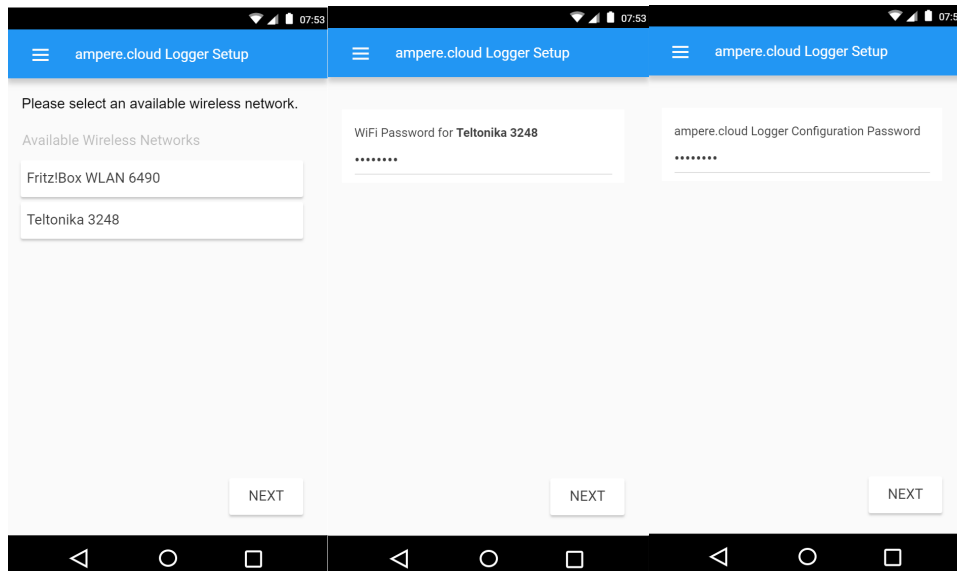 07:53
ampere.cloud Logger Setup
Please select an available wireless network.
Available Wireless Networks
Fritz!Box WLAN 6490
Teltonika 3248
NEXT
07:53
ampere.cloud Logger Setup
WiFi Password for Teltonika 3248
••••••••
NEXT
ampere.cloud Logger Setup
ampere.cloud Logger Configuration Password
••••••••
NEXT